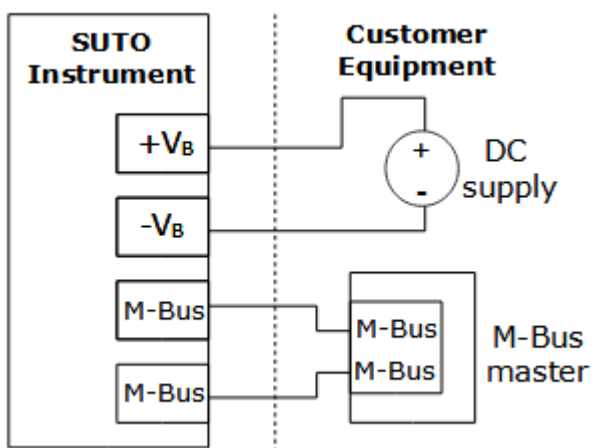 SUTO
Instrument
Customer
Equipment
+VB
+
-
DC
supply
-VB
M-Bus
M-Bus
M-Bus
M-Bus
M-Bus
master